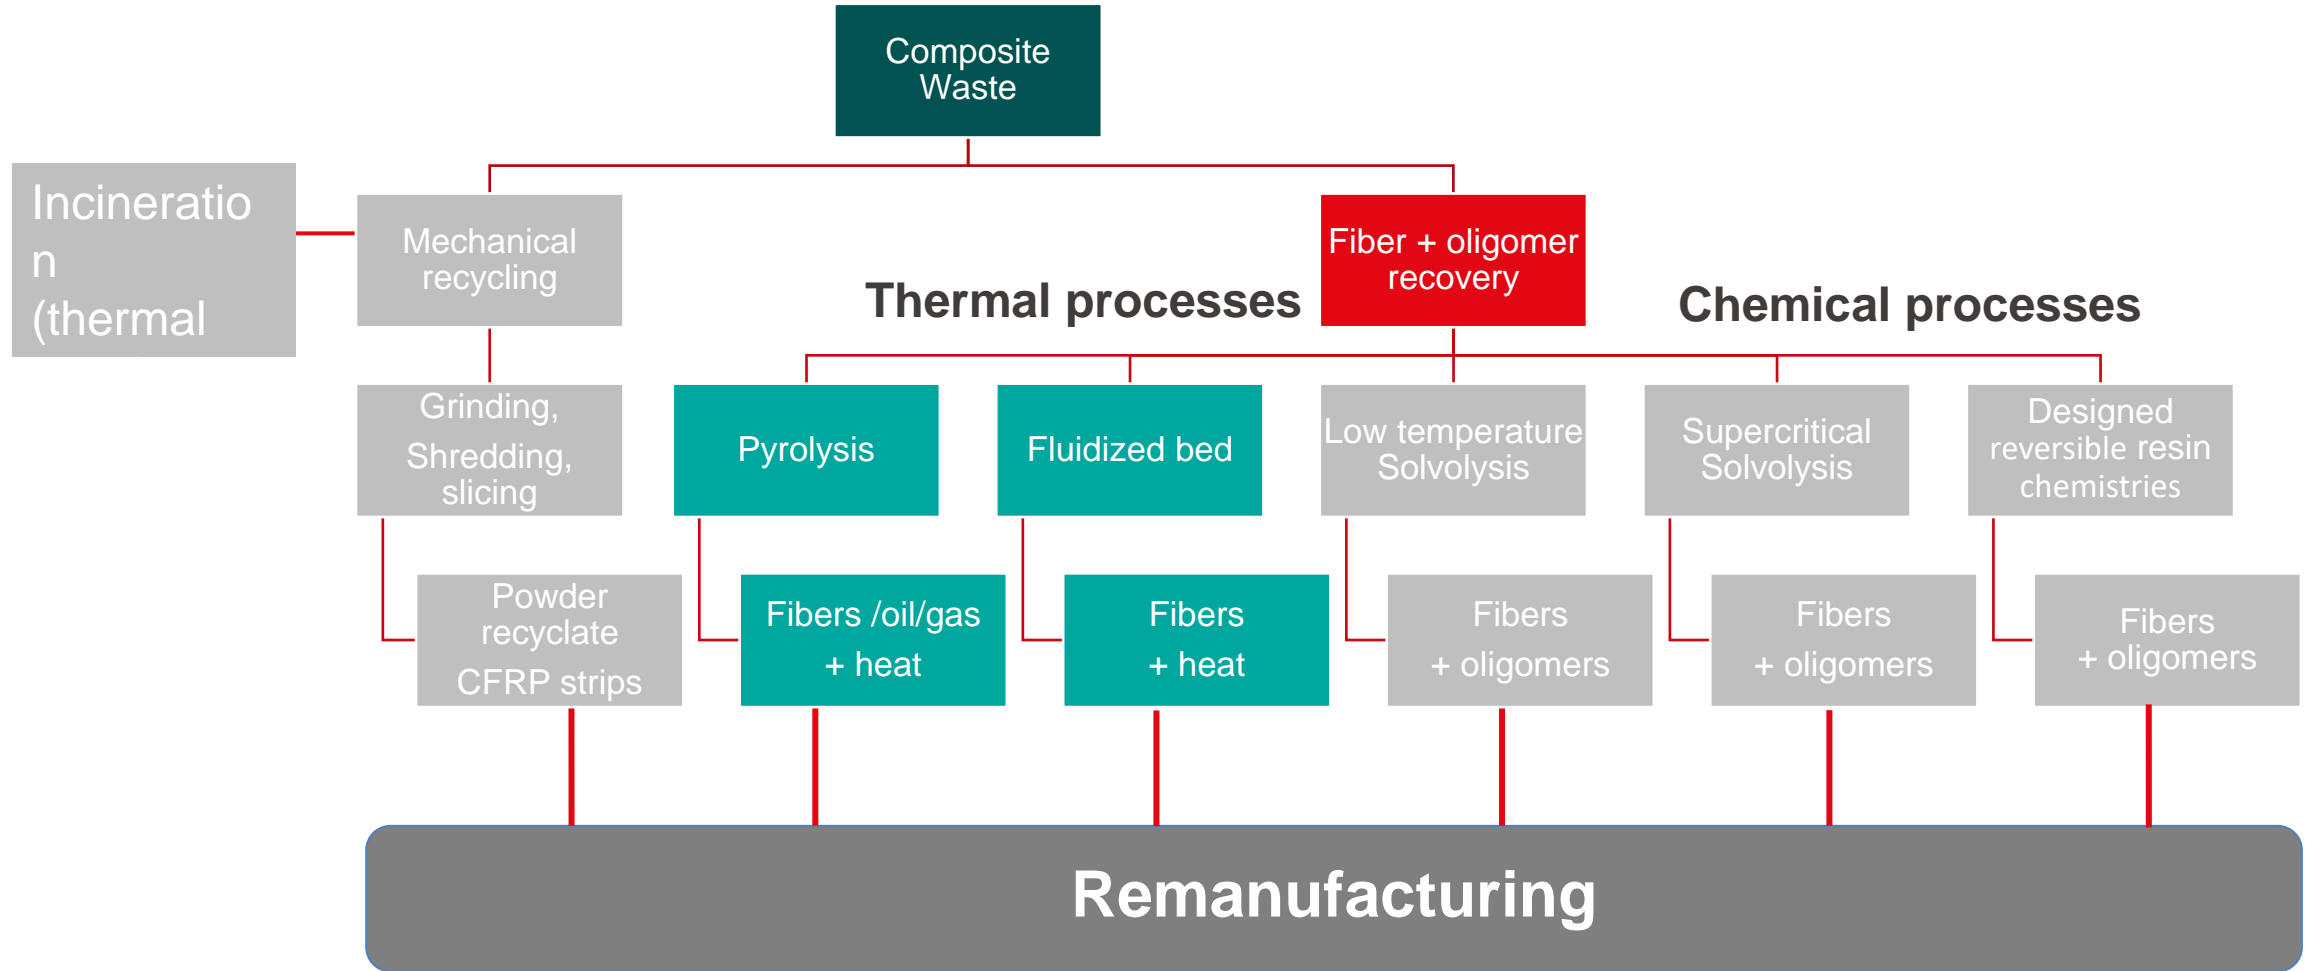 Composite
Waste
Incineratio
n
(thermal
Mechanical
recycling
Fiber + oligomer
recovery
Thermal processes
Chemical processes
Grinding,
Shredding,
slicing
Pyrolysis
Fluidized bed
Low temperature
Solvolysis
Supercritical
Solvolysis
Designed
reversible resin
chemistries
Powder
recyclate
CFRP strips
Fibers /oil/gas
+ heat
Fibers
+ heat
Fibers
+ oligomers
Fibers
+ oligomers
Fibers
+ oligomers
Remanufacturing